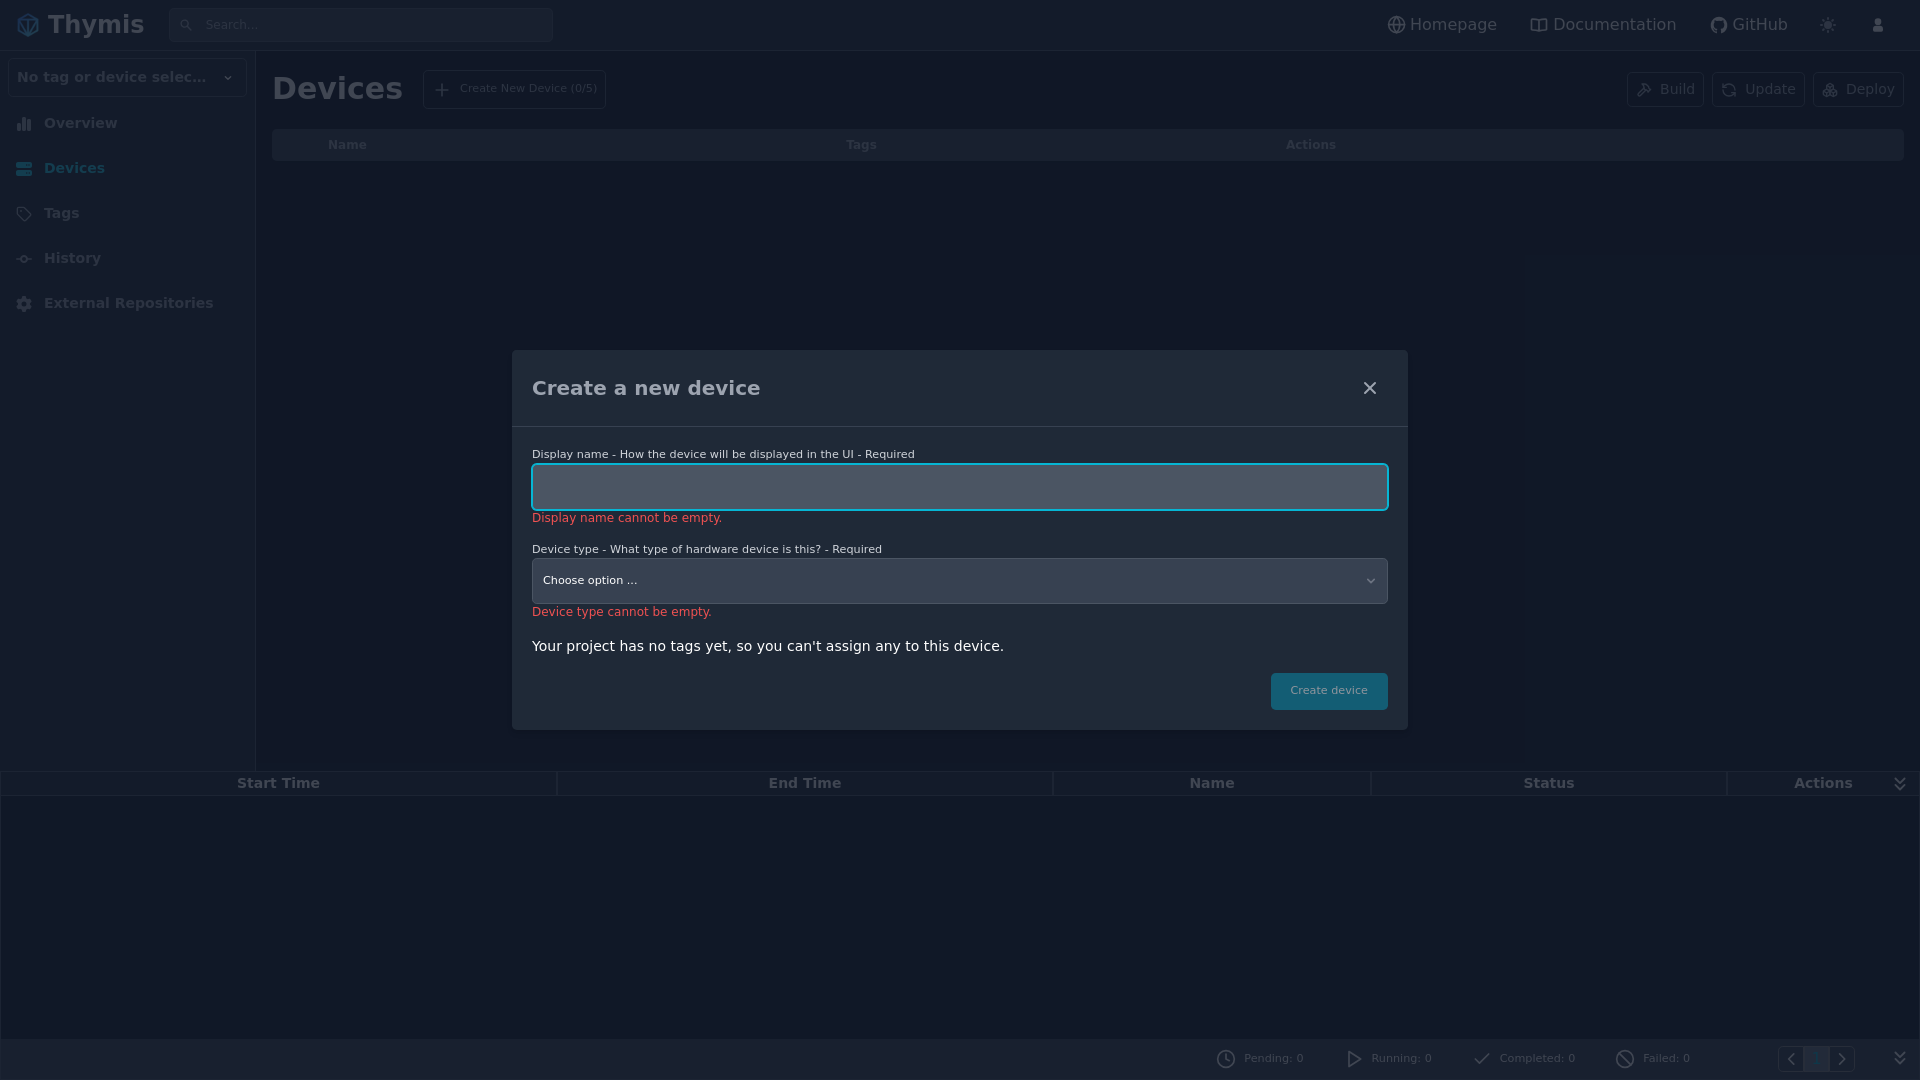 Thymis
Search...
Homepage
Documentation
GitHub
No tag or device selec...
Overview
Devices
Tags
History
External Repositories
Devices
Create New Device (0/5)
Build
Update
Deploy
Name
Tags
Actions
Create a new device
Display name - How the device will be displayed in the UI - Required
Display name cannot be empty.
Device type - What type of hardware device is this? - Required
Choose option ...
Device type cannot be empty.
Your project has no tags yet, so you can't assign any to this device.
Create device
Start Time
End Time
Name
Status
Actions
Pending: 0
Running: 0
Completed: 0
Failed: 0